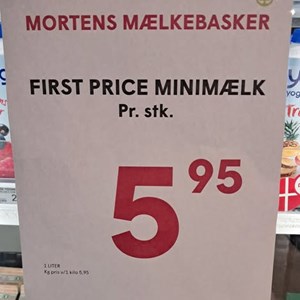 MORTENS MÆLKEBASKER
FIRST PRICE MINIMÆLK
Pr. stk.
5 95
1 LITER
Kg pris v/1 kilo 5,95